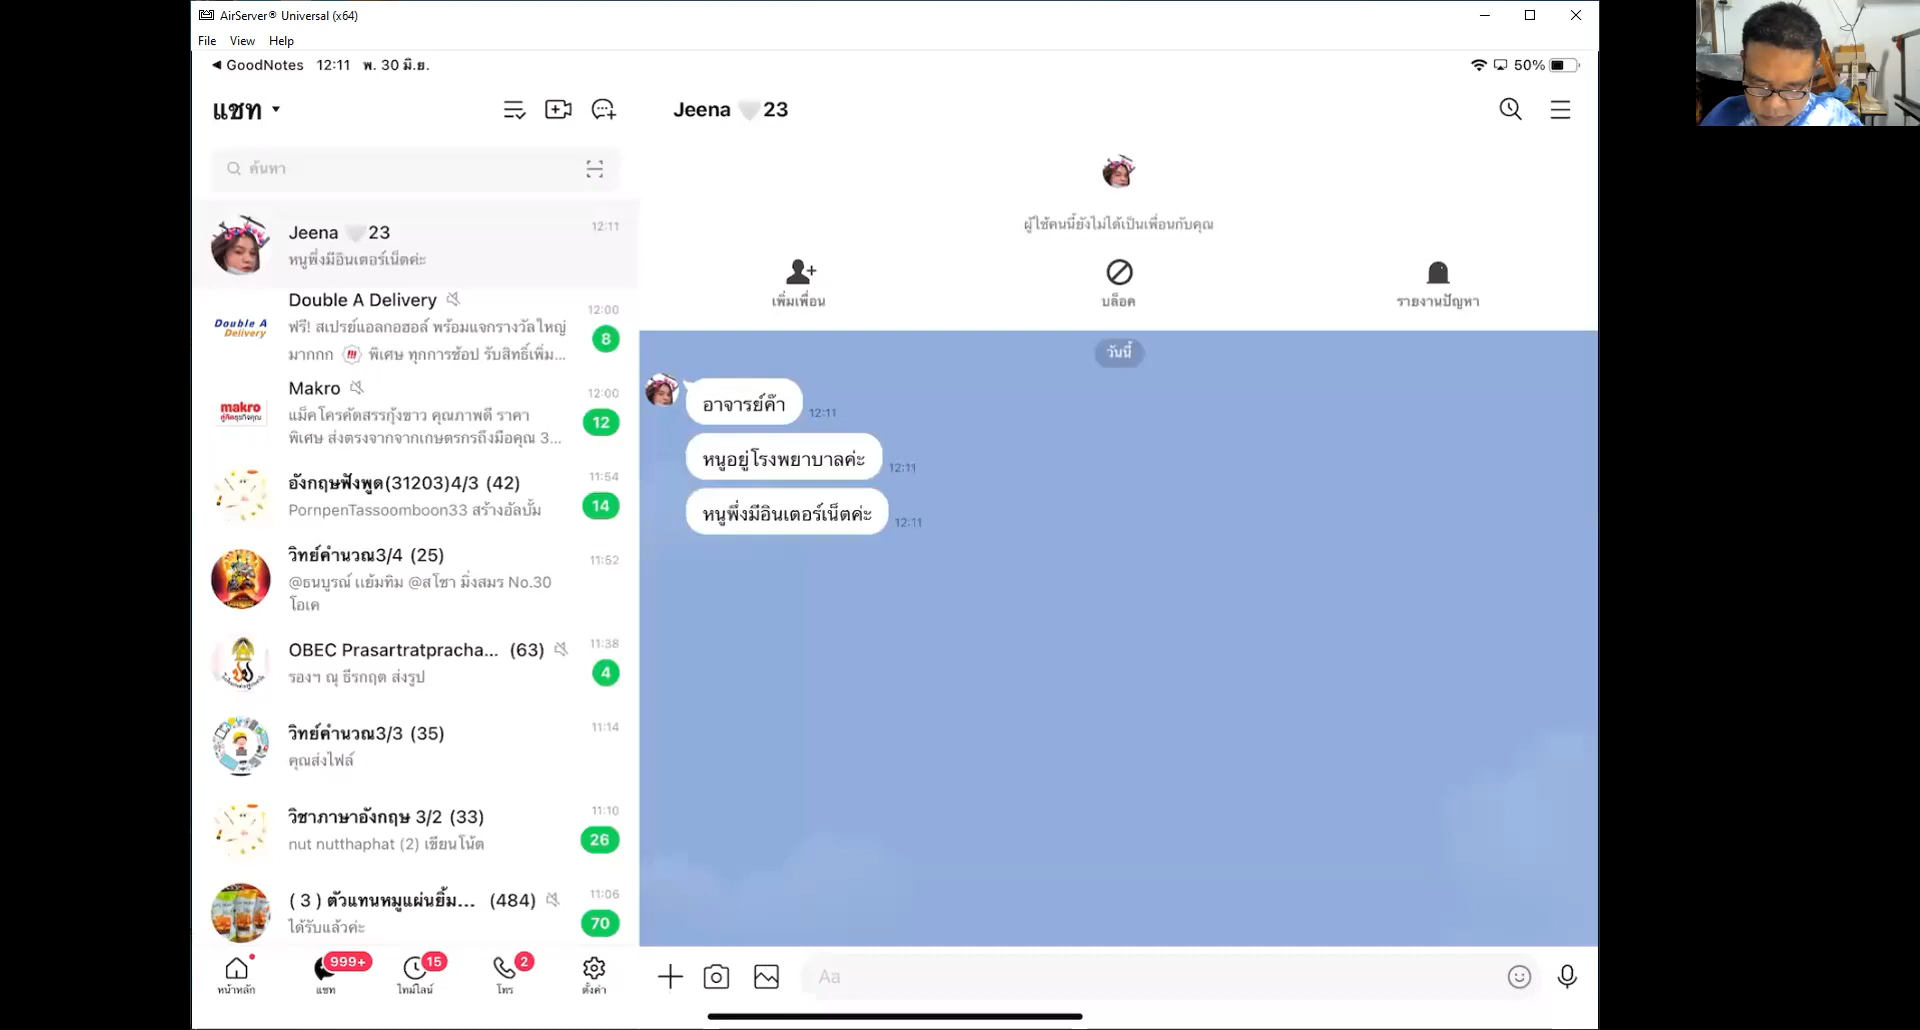 AirServer® Universal (x64)
File View Help
GoodNotes 12:11 พ. 30 มิ.ย.
50%
แชท
ค้นหา
Jeena 🤍23
12:11
หนูพึ่งมีอินเตอร์เน็ตค่ะ
Double A Delivery
12:00
Double A
Delivery
ฟรี! สเปรย์แอลกอฮอล์ พร้อมแจกรางวัลใหญ่
มากกก !!! พิเศษ ทุกการช้อป รับสิทธิ์เพิ่ม...
8
Makro
12:00
makro
แม็คโครคัดสรรกุ้งขาว คุณภาพดี ราคา
พิเศษ ส่งตรงจากจากเกษตรกรถึงมือคุณ 3...
12
อังกฤษฟังพูด(31203)4/3 (42)
11:54
PornpenTassoomboon33 สร้างอัลบั้ม
14
วิทย์คำนวณ3/4 (25)
11:52
@ธนบูรณ์ เเย้มทิม @สโชา มิ่งสมร No.30
โอเค
OBEC Prasartratpracha... (63)
11:38
รองฯ ณุ ธีรกฤต ส่งรูป
4
วิทย์คำนวณ3/3 (35)
11:14
คุณส่งไฟล์
วิชาภาษาอังกฤษ 3/2 (33)
11:10
nut nutthaphat (2) เขียนโน้ต
26
( 3 ) ตัวแทนหมูแผ่นยิ้ม... (484)
11:06
ได้รับแล้วค่ะ
70
999+
15
2
หน้าหลัก แชท ไทม์ไลน์ โทร ตั้งค่า
Jeena 🤍23
ผู้ใช้คนนี้ยังไม่ได้เป็นเพื่อนกับคุณ
เพิ่มเพื่อน บล็อค รายงานปัญหา
วันนี้
อาจารย์ค๊า
12:11
หนูอยู่โรงพยาบาลค่ะ
12:11
หนูพึ่งมีอินเตอร์เน็ตค่ะ
12:11
Aa